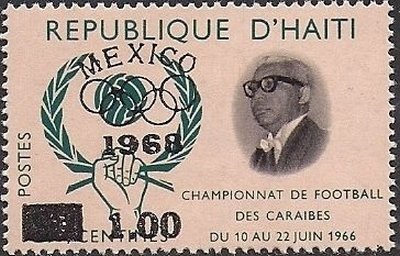 REPUBLIQUE D'HAITI
MEXICO
1968
POSTES
CHAMPIONNAT DE FOOTBALL
DES CARAIBES
1.00
CENTIMES
DU 10 AU 22 JUIN 1966